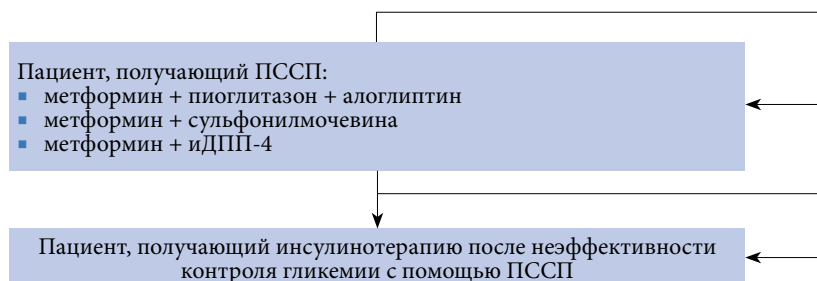 Пациент, получающий ПССП:
▪ метформин + пиоглитазон + алоглиптин
▪ метформин + сульфонилмочевина
▪ метформин + иДПП-4
Пациент, получающий инсулинотерапию после неэффективности
контроля гликемии с помощью ПССП